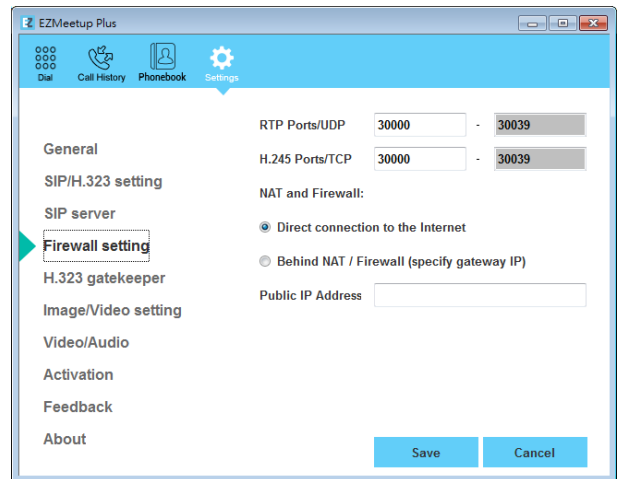 EZ EZMeetup Plus
Dial Call History Phonebook Settings
General
SIP/H.323 setting
SIP server
Firewall setting
H.323 gatekeeper
Image/Video setting
Video/Audio
Activation
Feedback
About
RTP Ports/UDP 30000 - 30039
H.245 Ports/TCP 30000 - 30039
NAT and Firewall:
Direct connection to the Internet
Behind NAT / Firewall (specify gateway IP)
Public IP Address
Save Cancel